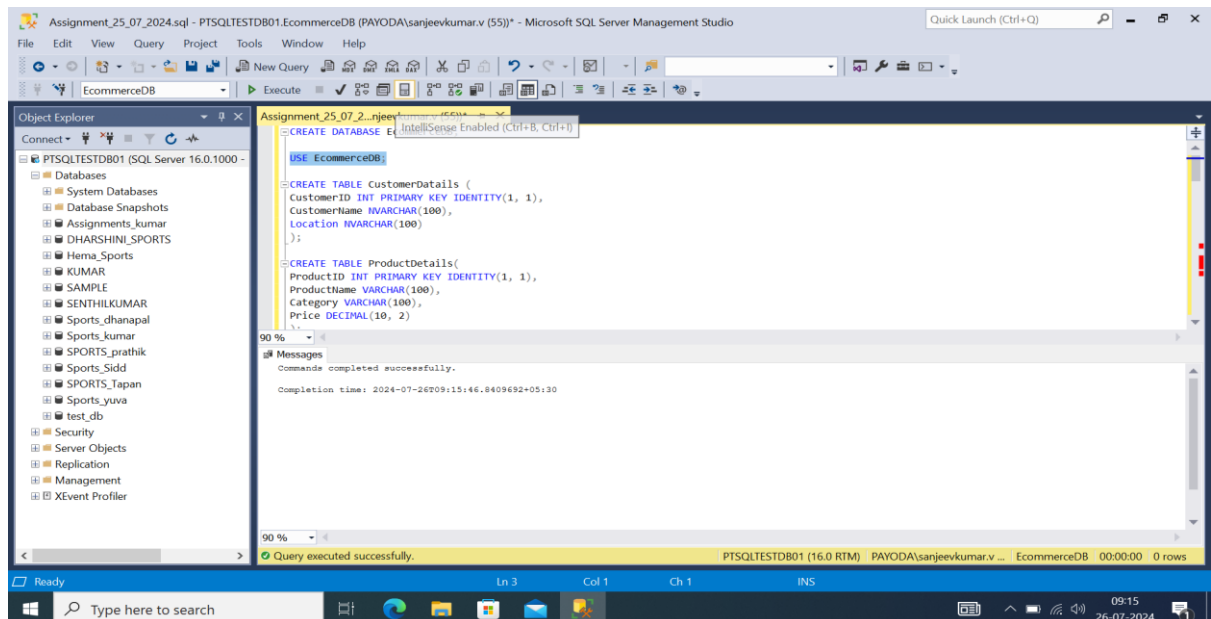 Assignment_25_07_2024.sql - PTSQLTESTDB01.EcommerceDB (PAYODA\sanjeevkumar.v (55))* - Microsoft SQL Server Management Studio
Quick Launch (Ctrl+Q)
File Edit View Query Project Tools Window Help
New Query
EcommerceDB
Execute
Object Explorer
Assignment_25_07_2...njeevkumar.v (55))*
IntelliSense Enabled (Ctrl+B, Ctrl+I)
Connect
PTSQLTESTDB01 (SQL Server 16.0.1000 -
Databases
System Databases
Database Snapshots
Assignments_kumar
DHARSHINI_SPORTS
Hema_Sports
KUMAR
SAMPLE
SENTHILKUMAR
Sports_dhanapal
Sports_kumar
SPORTS_prathik
Sports_Sidd
SPORTS_Tapan
Sports_yuva
test_db
Security
Server Objects
Replication
Management
XEvent Profiler
CREATE DATABASE
USE EcommerceDB;
CREATE TABLE CustomerDatails (
CustomerID INT PRIMARY KEY IDENTITY(1, 1),
CustomerName NVARCHAR(100),
Location NVARCHAR(100)
);
CREATE TABLE ProductDetails(
ProductID INT PRIMARY KEY IDENTITY(1, 1),
ProductName VARCHAR(100),
Category VARCHAR(100),
Price DECIMAL(10, 2)
90 %
Messages
Commands completed successfully.
Completion time: 2024-07-26T09:15:46.8409692+05:30
90 %
Query executed successfully.
PTSQLTESTDB01 (16.0 RTM) PAYODA\sanjeevkumar.v ... EcommerceDB 00:00:00 0 rows
Ready Ln 3 Col 1 Ch 1 INS
Type here to search
09:15
26-07-2024